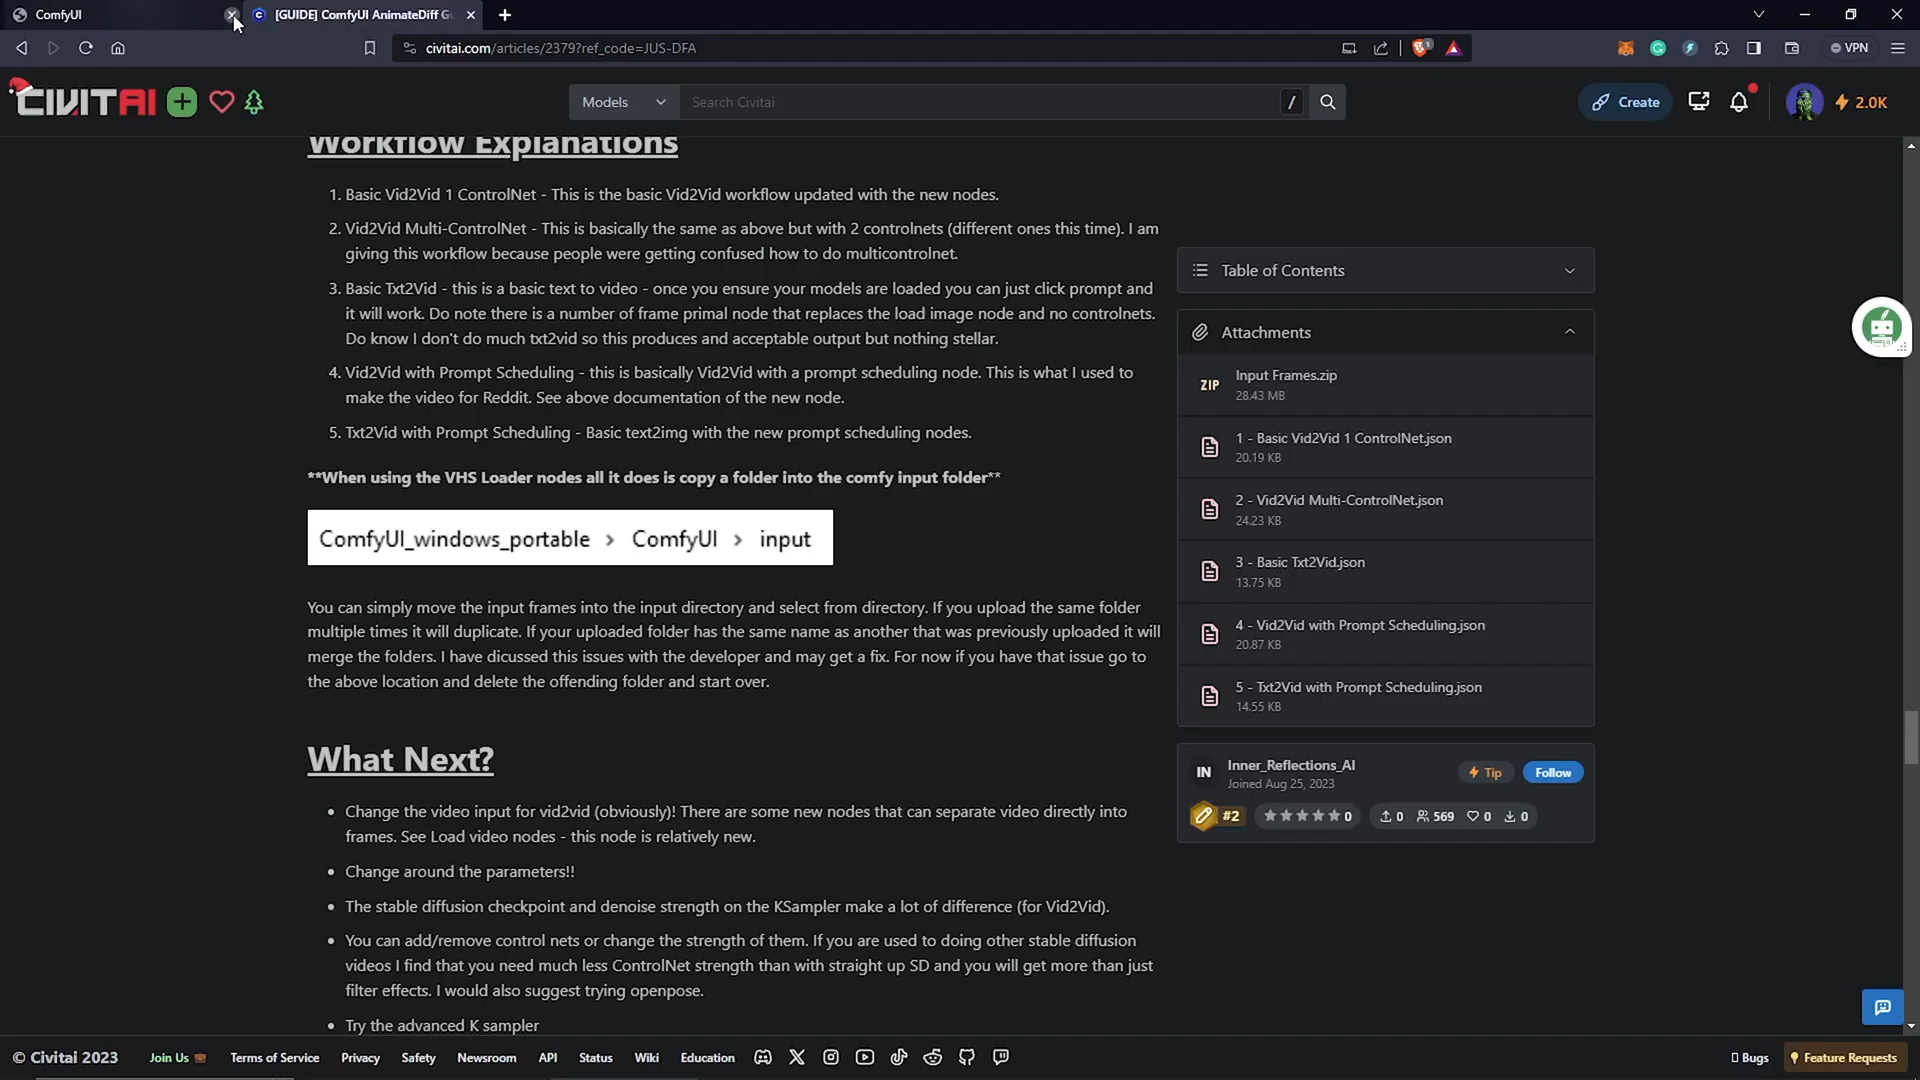 ComfyUI
[GUIDE] ComfyUI AnimateDiff Gu
civitai.com/articles/2379?ref_code=JUS-DFA
1
VPN
CIVITAI
Models
Search Civitai
/
Create
2.0K
Workflow Explanations
1. Basic Vid2Vid 1 ControlNet - This is the basic Vid2Vid workflow updated with the new nodes.
2. Vid2Vid Multi-ControlNet - This is basically the same as above but with 2 controlnets (different ones this time). I am
giving this workflow because people were getting confused how to do multicontrolnet.
3. Basic Txt2Vid - this is a basic text to video - once you ensure your models are loaded you can just click prompt and
it will work. Do note there is a number of frame primal node that replaces the load image node and no controlnets.
Do know I don't do much txt2vid so this produces and acceptable output but nothing stellar.
4. Vid2Vid with Prompt Scheduling - this is basically Vid2Vid with a prompt scheduling node. This is what I used to
make the video for Reddit. See above documentation of the new node.
5. Txt2Vid with Prompt Scheduling - Basic text2img with the new prompt scheduling nodes.
**When using the VHS Loader nodes all it does is copy a folder into the comfy input folder**
ComfyUI_windows_portable > ComfyUI > input
You can simply move the input frames into the input directory and select from directory. If you upload the same folder
multiple times it will duplicate. If your uploaded folder has the same name as another that was previously uploaded it will
merge the folders. I have dicussed this issues with the developer and may get a fix. For now if you have that issue go to
the above location and delete the offending folder and start over.
What Next?
• Change the video input for vid2vid (obviously)! There are some new nodes that can separate video directly into
frames. See Load video nodes - this node is relatively new.
• Change around the parameters!!
• The stable diffusion checkpoint and denoise strength on the KSampler make a lot of difference (for Vid2Vid).
• You can add/remove control nets or change the strength of them. If you are used to doing other stable diffusion
videos I find that you need much less ControlNet strength than with straight up SD and you will get more than just
filter effects. I would also suggest trying openpose.
• Try the advanced K sampler
Table of Contents
Attachments
ZIP
Input Frames.zip
28.43 MB
1 - Basic Vid2Vid 1 ControlNet.json
20.19 KB
2 - Vid2Vid Multi-ControlNet.json
24.23 KB
3 - Basic Txt2Vid.json
13.75 KB
4 - Vid2Vid with Prompt Scheduling.json
20.87 KB
5 - Txt2Vid with Prompt Scheduling.json
14.55 KB
IN
Inner_Reflections_AI
Joined Aug 25, 2023
Tip
Follow
#2
0
0 569 0 0
© Civitai 2023 Join Us Terms of Service Privacy Safety Newsroom API Status Wiki Education
Bugs
Feature Requests